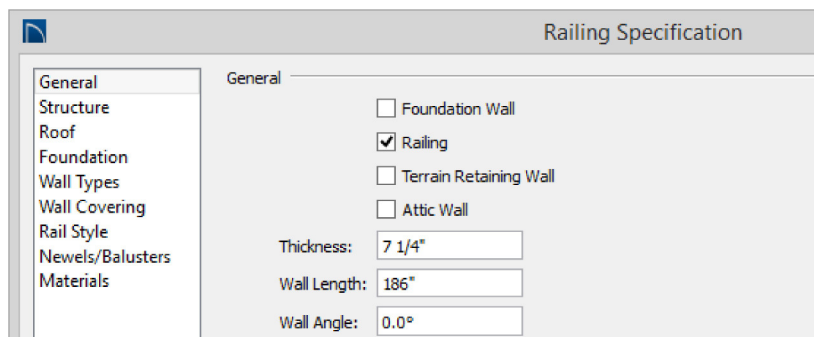 Railing Specification
General
Structure
Roof
Foundation
Wall Types
Wall Covering
Rail Style
Newels/Balusters
Materials
General
Foundation Wall
Railing
Terrain Retaining Wall
Attic Wall
Thickness: 7 1/4"
Wall Length: 186"
Wall Angle: 0.0°